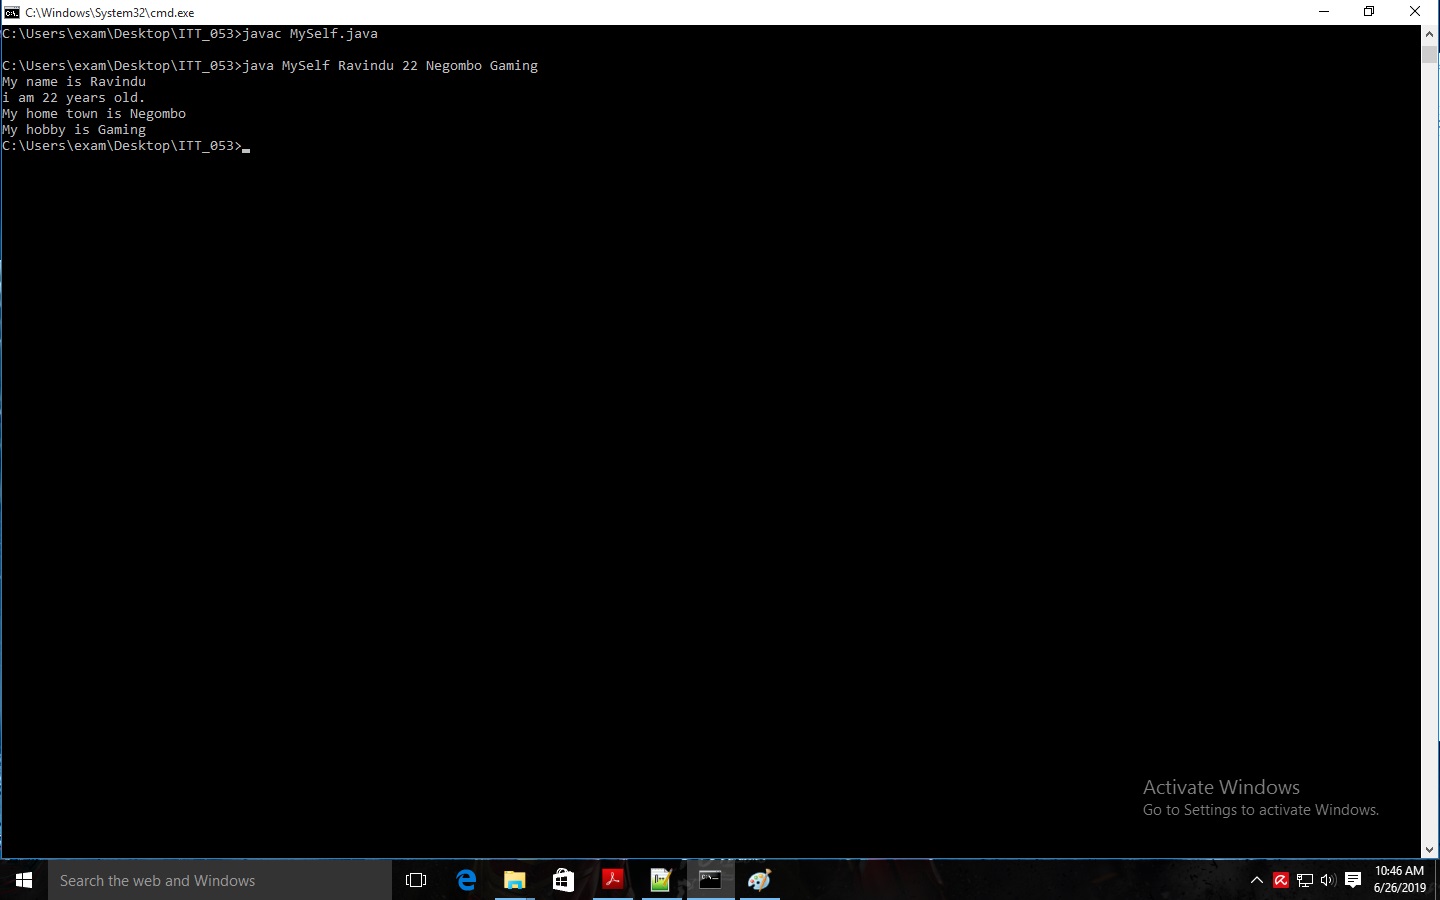 C:\Windows\System32\cmd.exe
C:\Users\exam\Desktop\ITT_053>javac MySelf.java
C:\Users\exam\Desktop\ITT_053>java MySelf Ravindu 22 Negombo Gaming
My name is Ravindu
i am 22 years old.
My home town is Negombo
My hobby is Gaming
C:\Users\exam\Desktop\ITT_053>
Activate Windows
Go to Settings to activate Windows.
Search the web and Windows
10:46 AM
6/26/2019